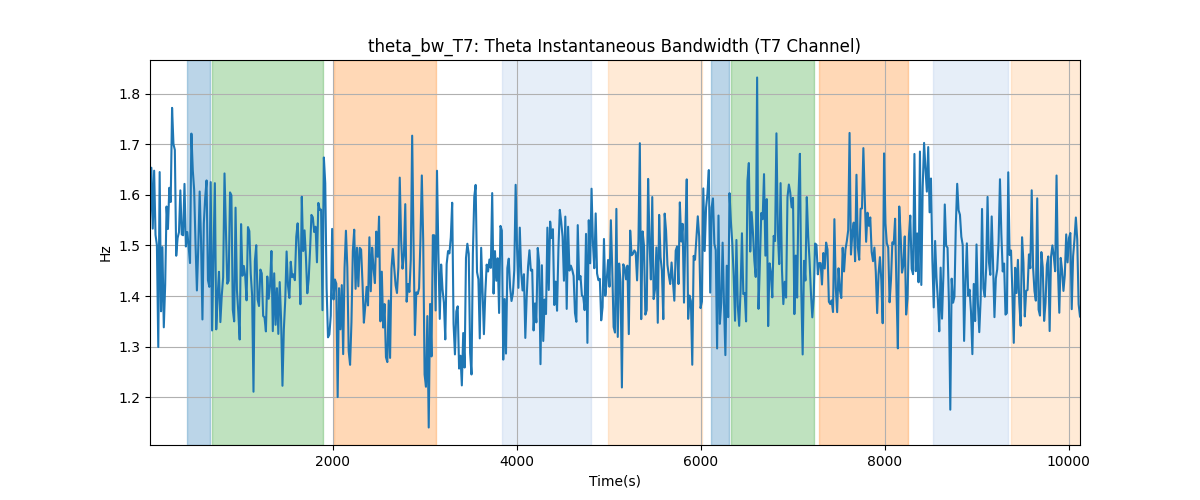 theta_bw_T7: Theta Instantaneous Bandwidth (T7 Channel)
1.8
1.7
1.6
1.5
1.4
1.3
1.2
Hz
2000 4000 6000 8000 10000
Time(s)